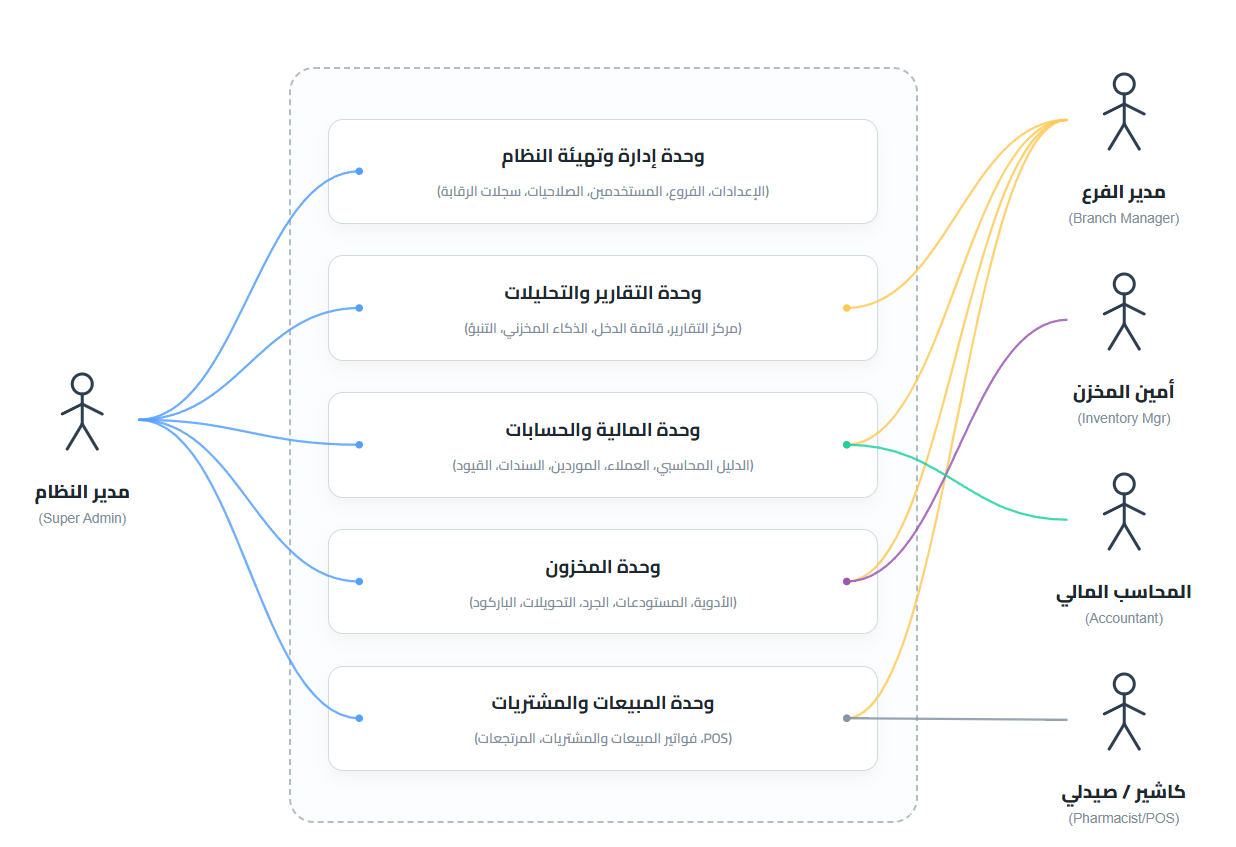 وحدة إدارة وتهيئة النظام
(الإعدادات، الفروع، المستخدمين، الصلاحيات، سجلات الرقابة)
وحدة التقارير والتحليلات
(مركز التقارير، قائمة الدخل، الذكاء المخزني، التنبؤ)
وحدة المالية والحسابات
(الدليل المحاسبي، العملاء، الموردين، السندات، القيود)
وحدة المخزون
(الأدوية، المستودعات، الجرد، التحويلات، الباركود)
وحدة المبيعات والمشتريات
(POS، فواتير المبيعات والمشتريات، المرتجعات)
مدير الفرع
(Branch Manager)
أمين المخزن
(Inventory Mgr)
المحاسب المالي
(Accountant)
كاشير / صيدلي
(Pharmacist/POS)
مدير النظام
(Super Admin)